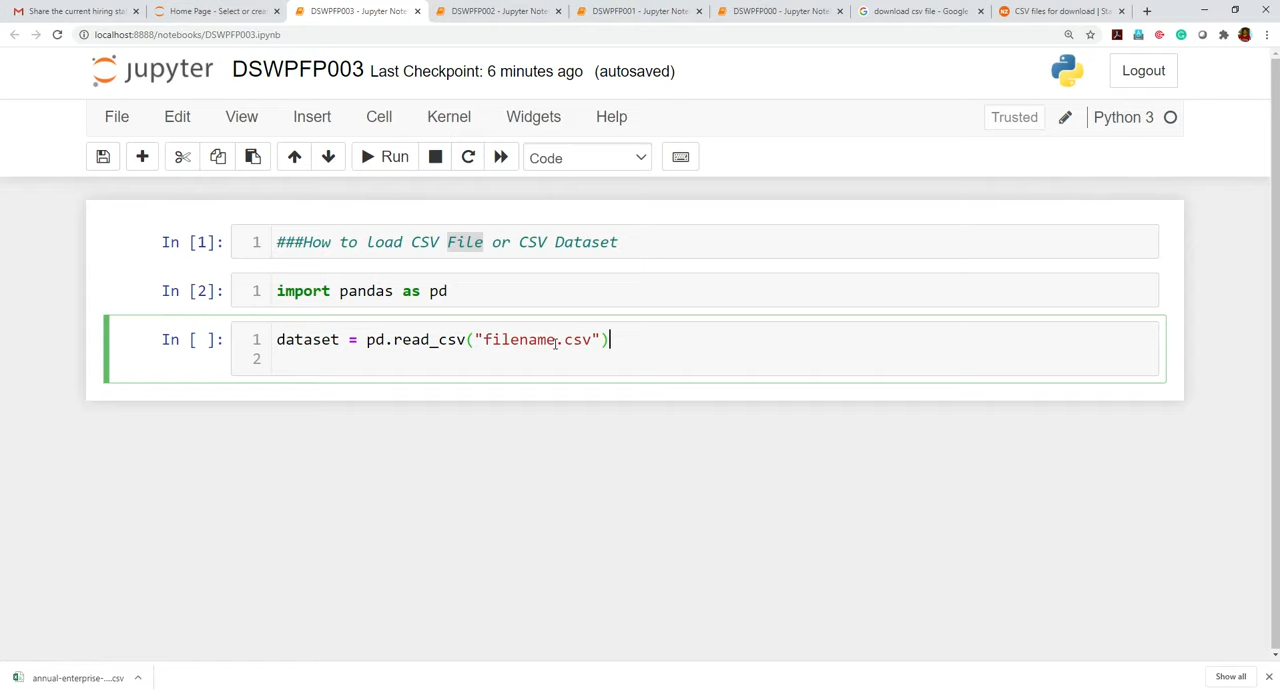 Share the current hiring sta
Home Page - Select or crea
DSWPFP003 - Jupyter Note
DSWPFP002 - Jupyter Noteb
DSWPFP001 - Jupyter Noteb
DSWPFP000 - Jupyter Noteb
download csv file - Google
CSV files for download | Sta
localhost:8888/notebooks/DSWPFP003.ipynb
jupyter DSWPFP003 Last Checkpoint: 6 minutes ago (autosaved) Logout
File Edit View Insert Cell Kernel Widgets Help Trusted Python 3
Run Code
In [1]: 1 ###How to load CSV File or CSV Dataset
In [2]: 1 import pandas as pd
In [ ]: 1 dataset = pd.read_csv("filename.csv")
2
annual-enterprise-....csv Show all